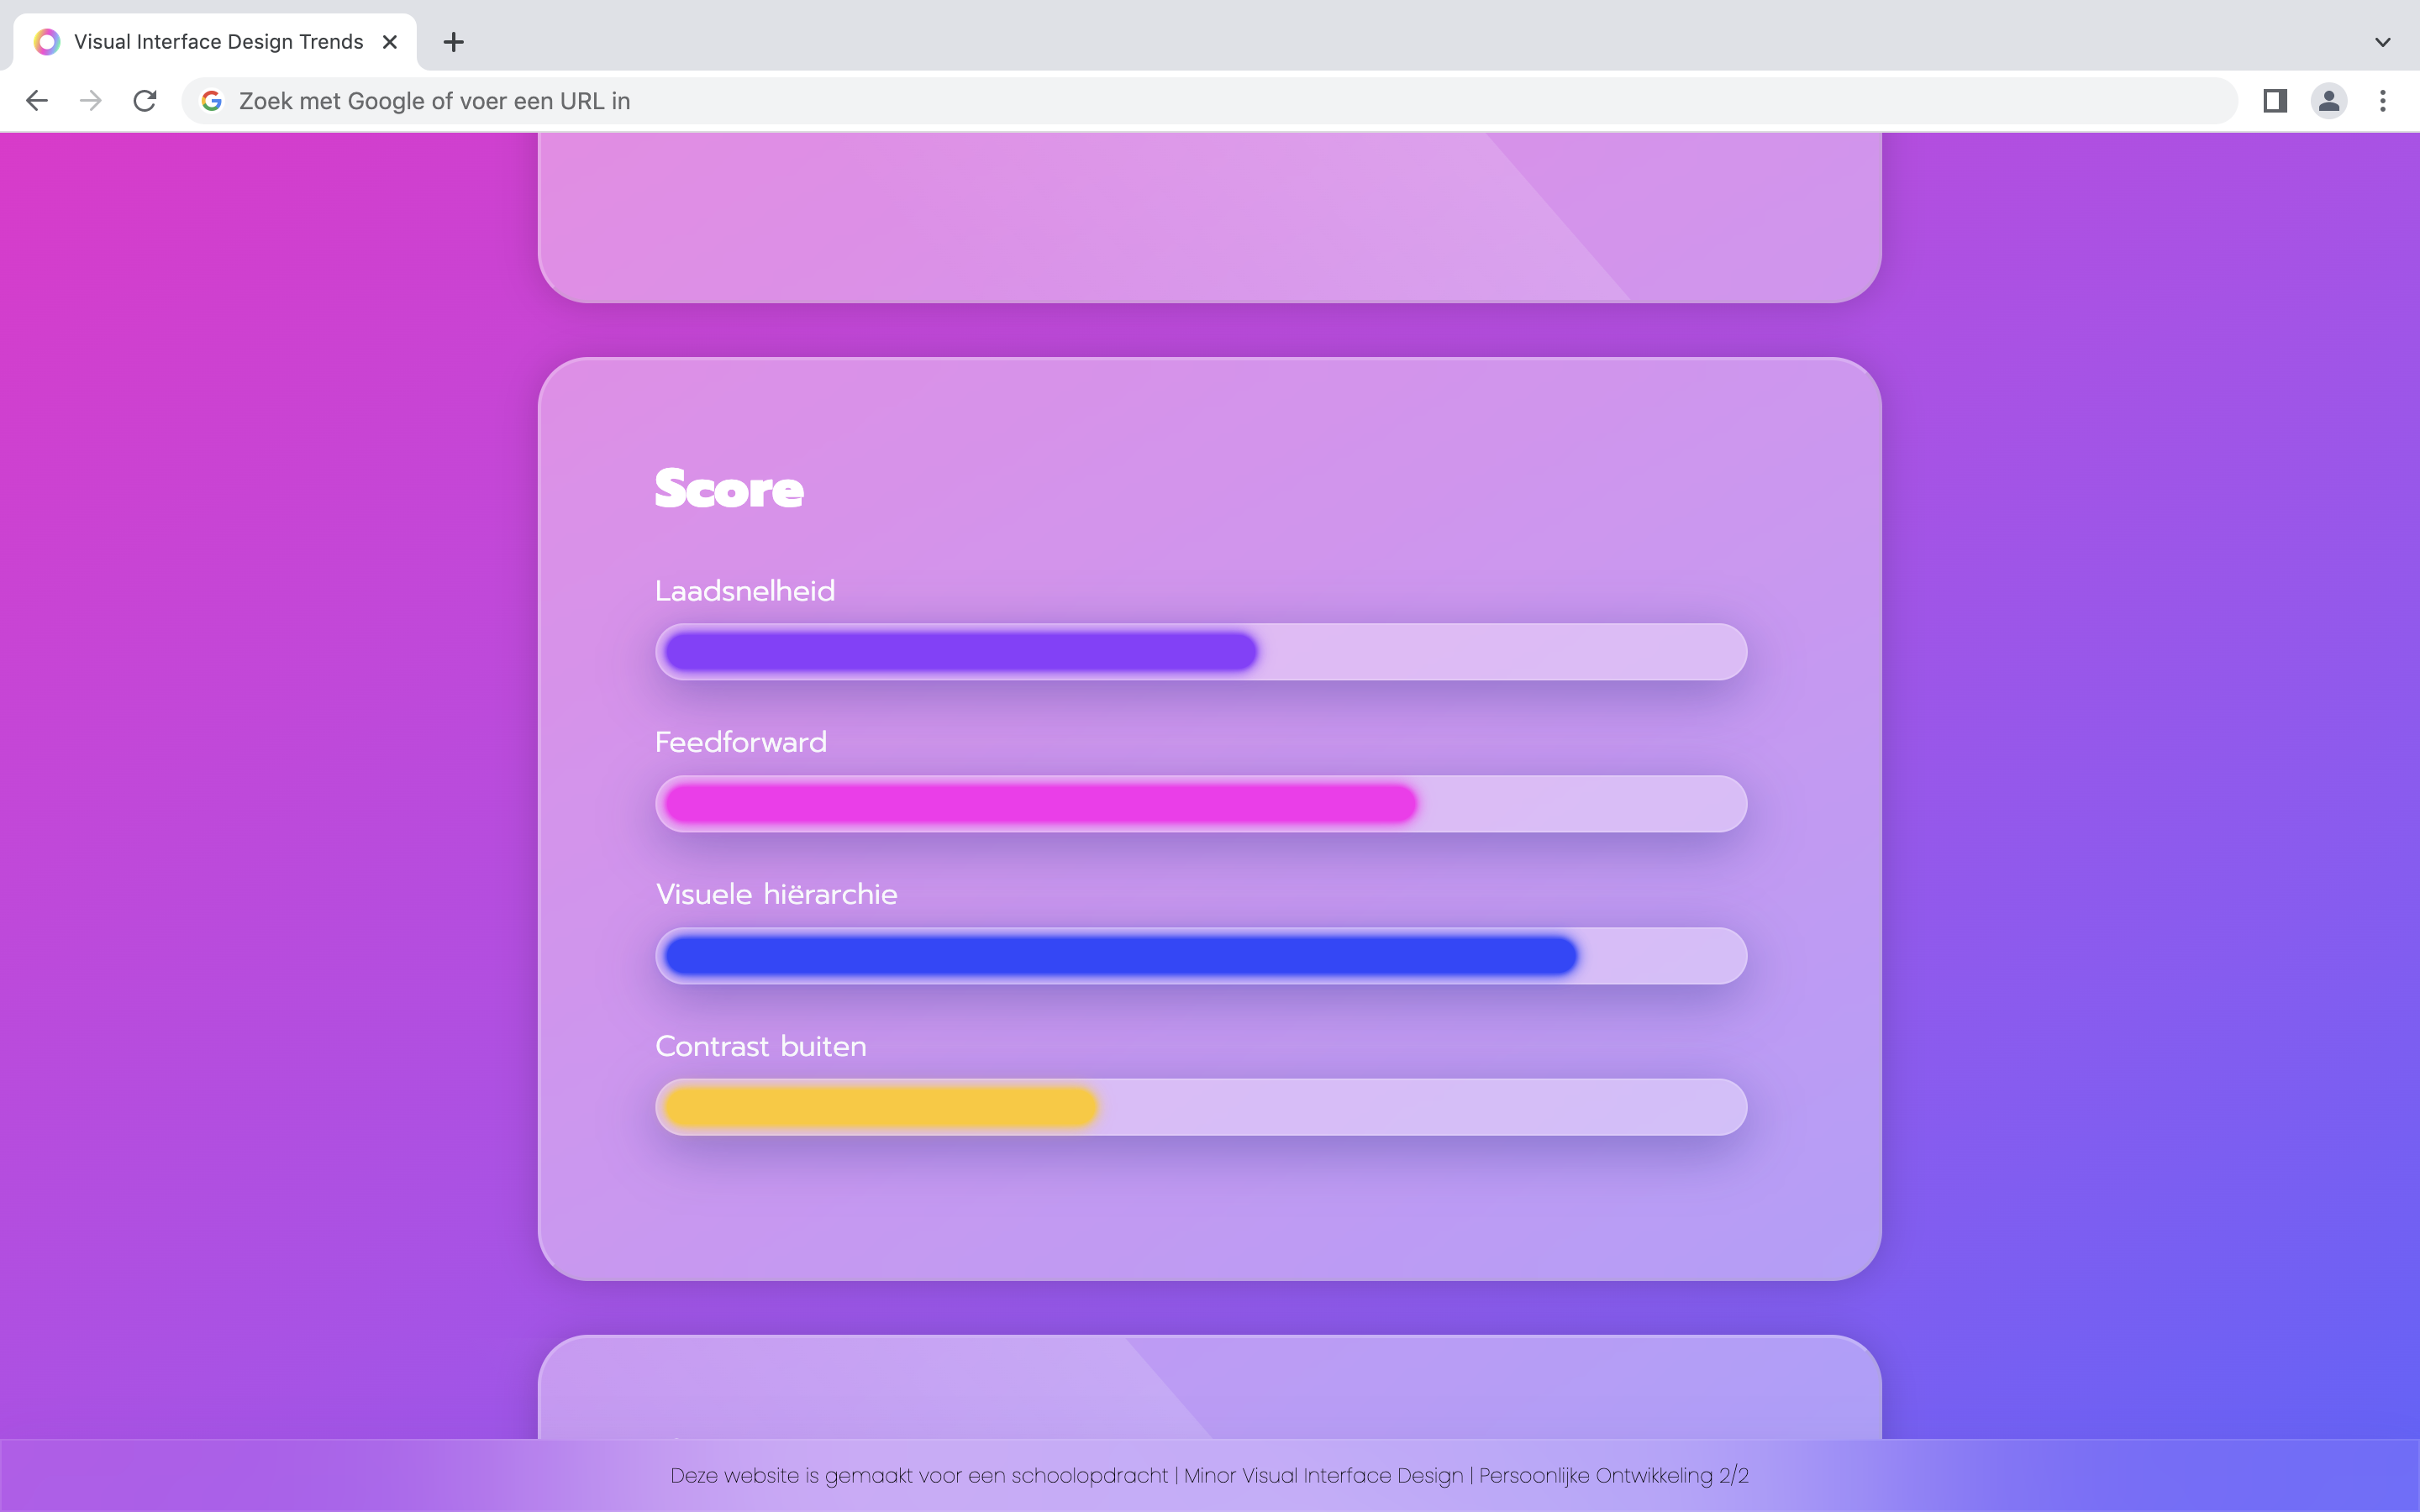 Visual Interface Design Trends
Zoek met Google of voer een URL in
Score
Laadsnelheid
Feedforward
Visuele hiërarchie
Contrast buiten
Deze website is gemaakt voor een schoolopdracht | Minor Visual Interface Design | Persoonlijke Ontwikkeling 2/2